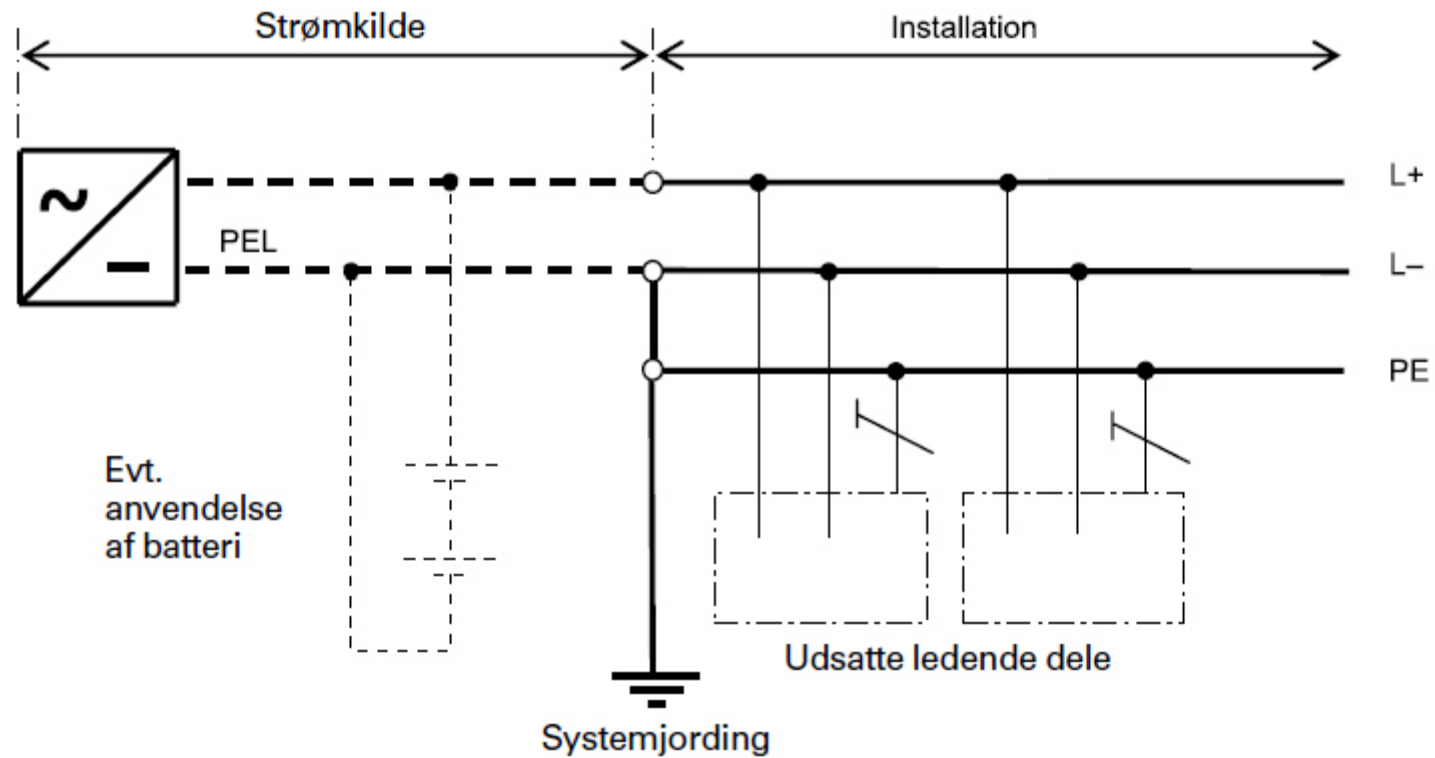 Strømkilde
Installation
L+
PEL
L–
PE
Evt.
anvendelse
af batteri
Udsatte ledende dele
Systemjording